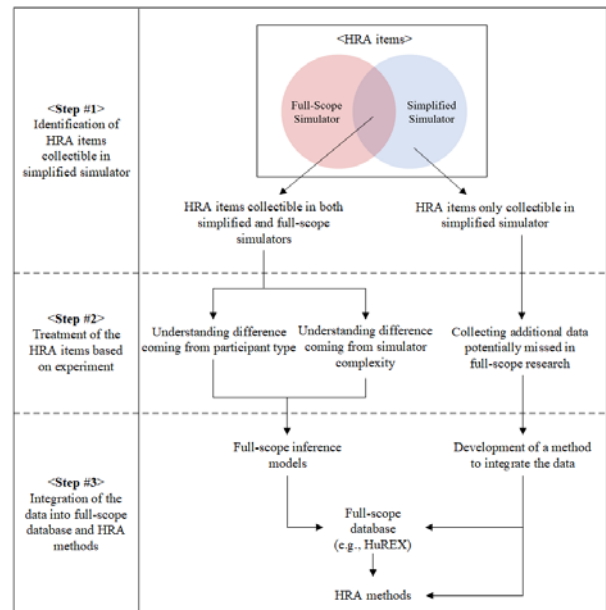 <HRA items>
Full-Scope
Simulator
Simplified
Simulator
<Step #1>
Identification of
HRA items
collectible in
simplified simulator
HRA items collectible in both
simplified and full-scope
simulators
HRA items only collectible in
simplified simulator
<Step #2>
Treatment of the
HRA items based
on experiment
Understanding difference
coming from participant type
Understanding difference
coming from simulator
complexity
Collecting additional data
potentially missed in
full-scope research
<Step #3>
Integration of the
data into full-scope
database and HRA
methods
Full-scope inference
models
Development of a method
to integrate the data
Full-scope
database
(e.g., HuREX)
HRA methods